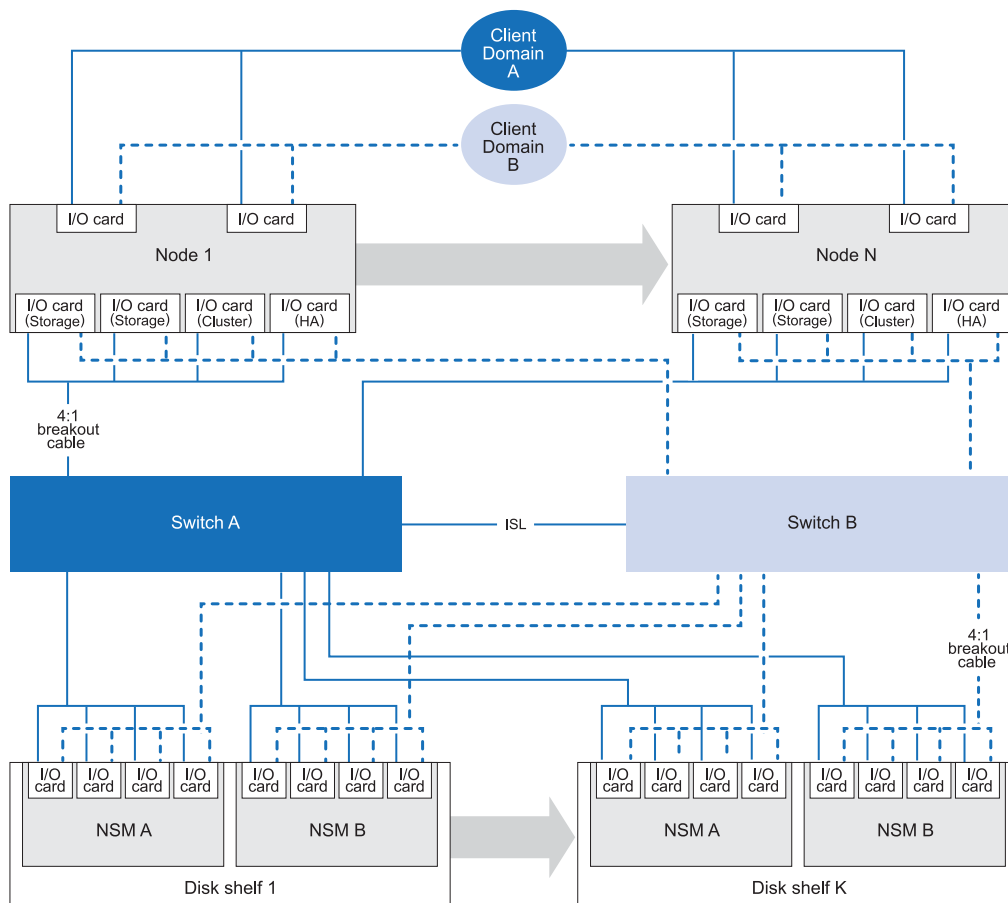 Client
Domain
A
Client
Domain
B
I/O card
I/O card
Node 1
I/O card
(Storage)
I/O card
(Storage)
I/O card
(Cluster)
I/O card
(HA)
I/O card
I/O card
Node N
I/O card
(Storage)
I/O card
(Storage)
I/O card
(Cluster)
I/O card
(HA)
4:1
breakout
cable
Switch A
ISL
Switch B
4:1
breakout
cable
I/O
card
I/O
card
I/O
card
I/O
card
NSM A
I/O
card
I/O
card
I/O
card
I/O
card
NSM B
Disk shelf 1
I/O
card
I/O
card
I/O
card
I/O
card
NSM A
I/O
card
I/O
card
I/O
card
I/O
card
NSM B
Disk shelf K